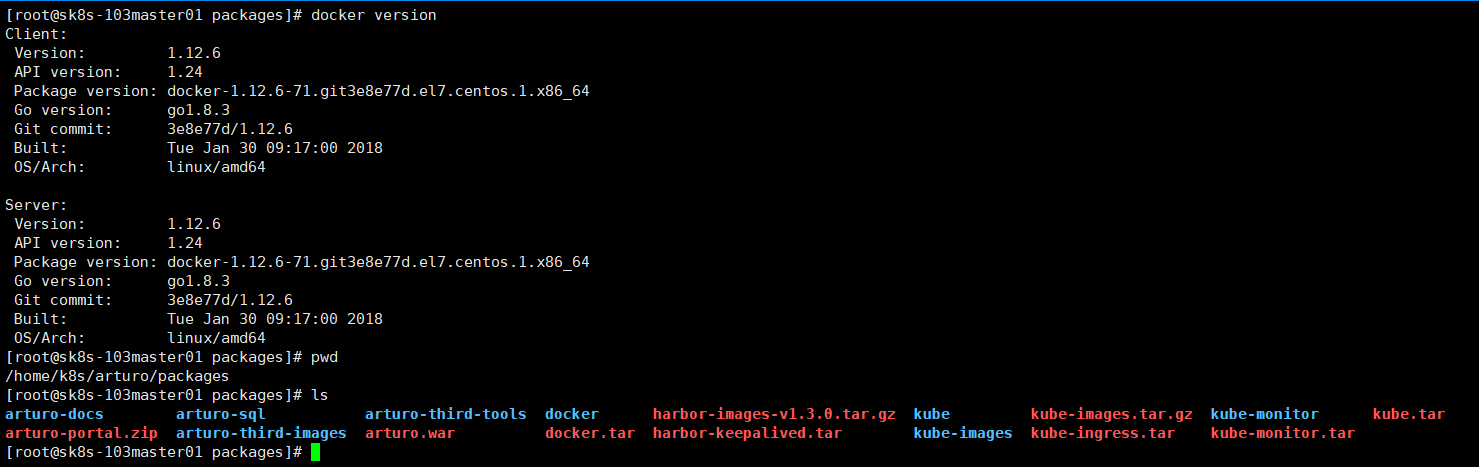 [root@sk8s-103master01 packages]# docker version
Client:
 Version:         1.12.6
 API version:     1.24
 Package version: docker-1.12.6-71.git3e8e77d.el7.centos.1.x86_64
 Go version:      go1.8.3
 Git commit:      3e8e77d/1.12.6
 Built:           Tue Jan 30 09:17:00 2018
 OS/Arch:         linux/amd64

Server:
 Version:         1.12.6
 API version:     1.24
 Package version: docker-1.12.6-71.git3e8e77d.el7.centos.1.x86_64
 Go version:      go1.8.3
 Git commit:      3e8e77d/1.12.6
 Built:           Tue Jan 30 09:17:00 2018
 OS/Arch:         linux/amd64
[root@sk8s-103master01 packages]# pwd
/home/k8s/arturo/packages
[root@sk8s-103master01 packages]# ls
arturo-docs        arturo-sql           arturo-third-tools  docker      harbor-images-v1.3.0.tar.gz  kube         kube-images.tar.gz  kube-monitor      kube.tar
arturo-portal.zip  arturo-third-images  arturo.war          docker.tar  harbor-keepalived.tar        kube-images  kube-ingress.tar    kube-monitor.tar
[root@sk8s-103master01 packages]#